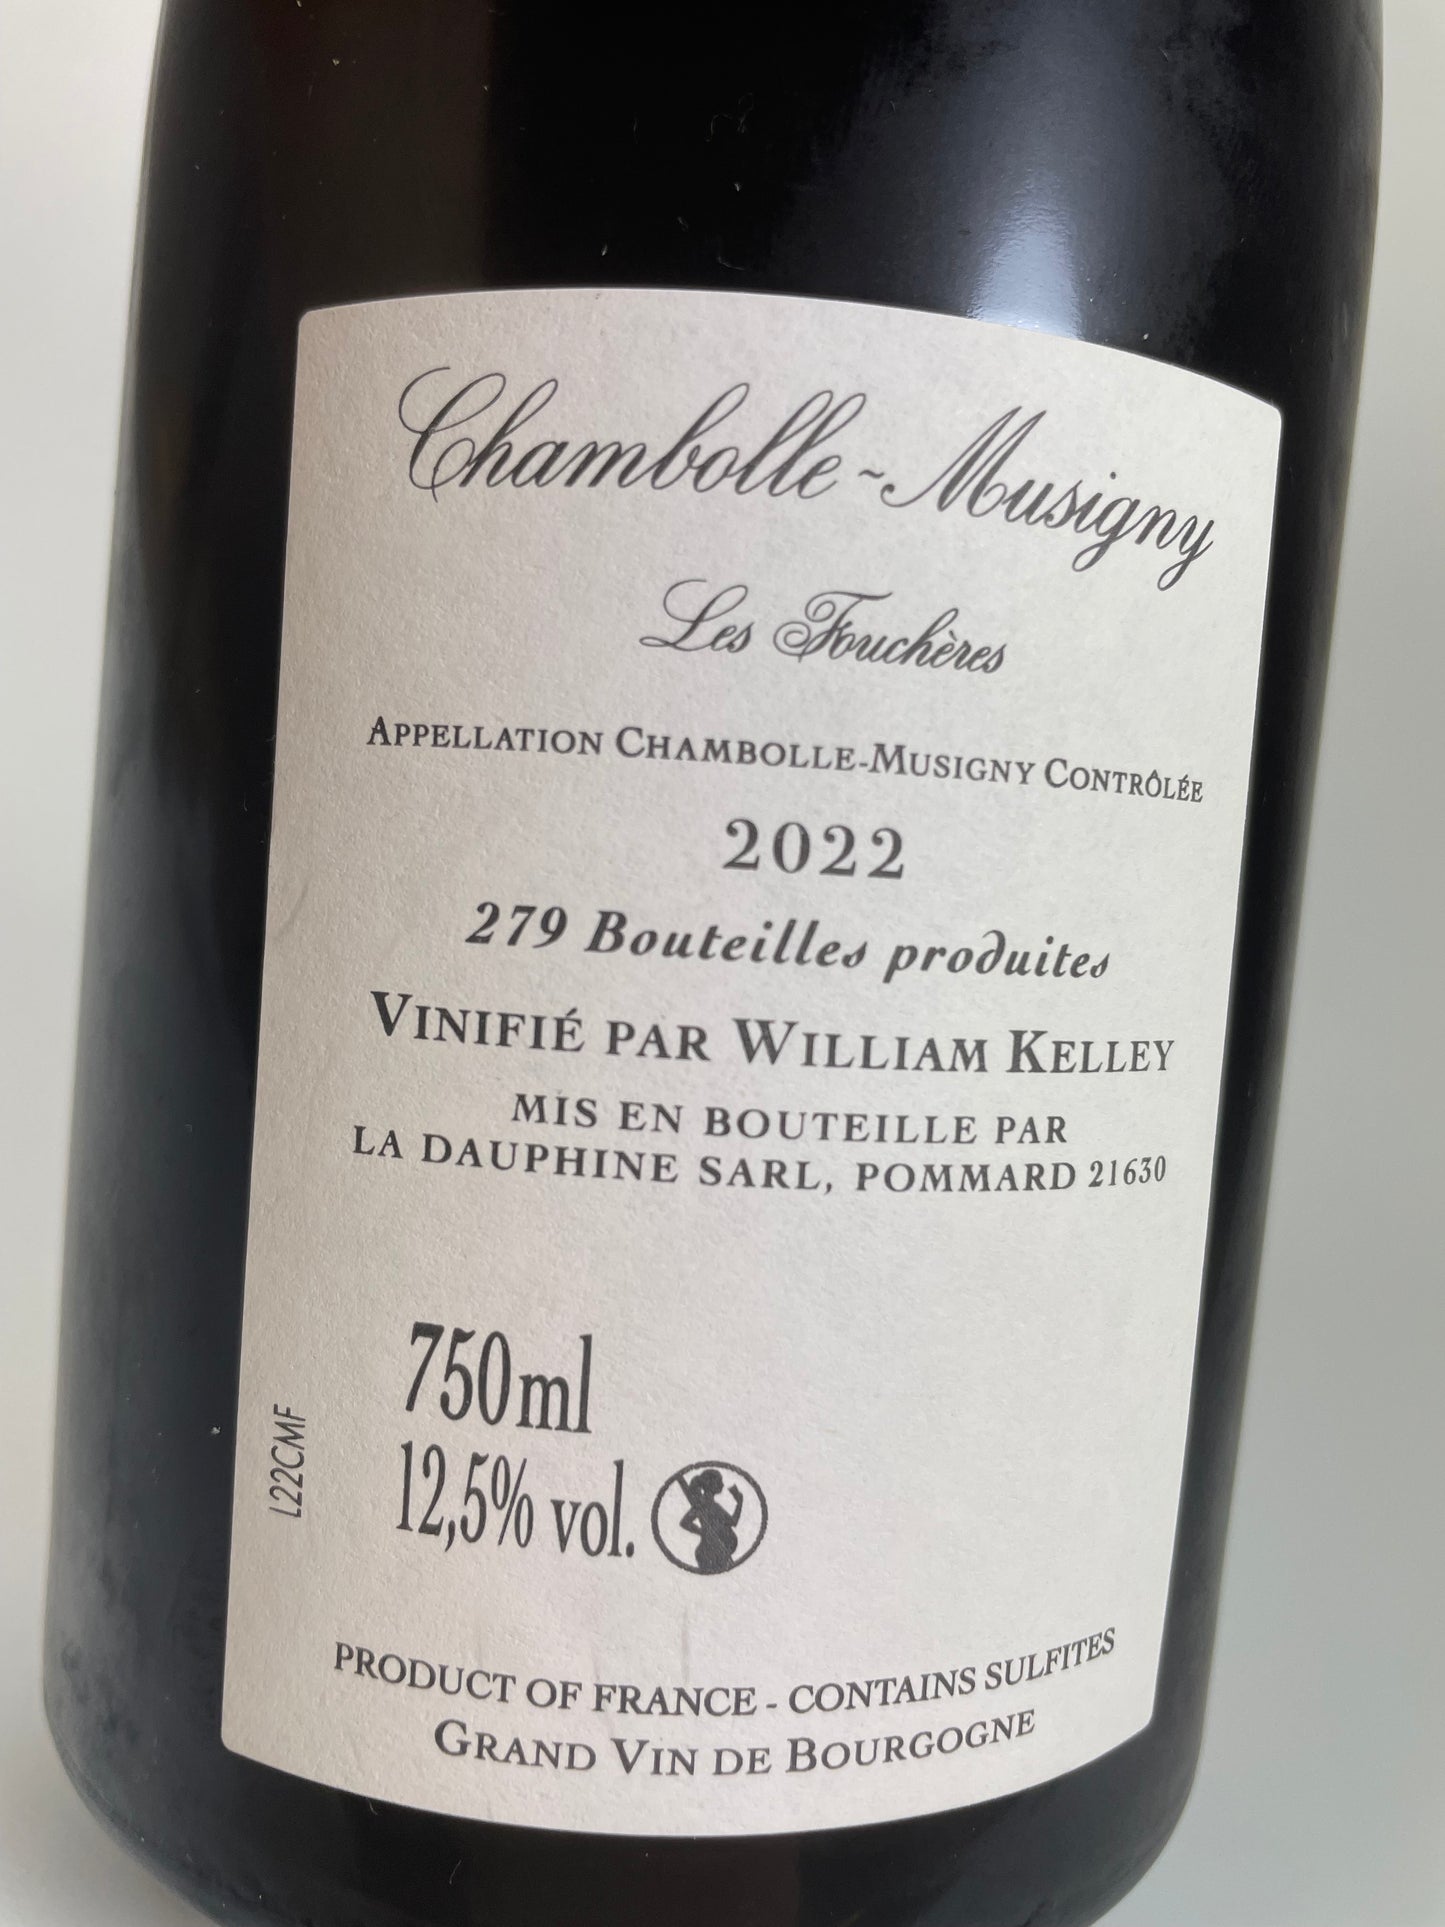 Chambolle-Musigny
Les Fouchères
APPELLATION CHAMBOLLE-MUSIGNY CONTRÔLÉE
2022
279 Bouteilles produites
VINIFIÉ PAR WILLIAM KELLEY
MIS EN BOUTEILLE PAR
LA DAUPHINE SARL, POMMARD 21630
750ml
12,5% vol.
L22CMF
PRODUCT OF FRANCE - CONTAINS SULFITES
GRAND VIN DE BOURGOGNE